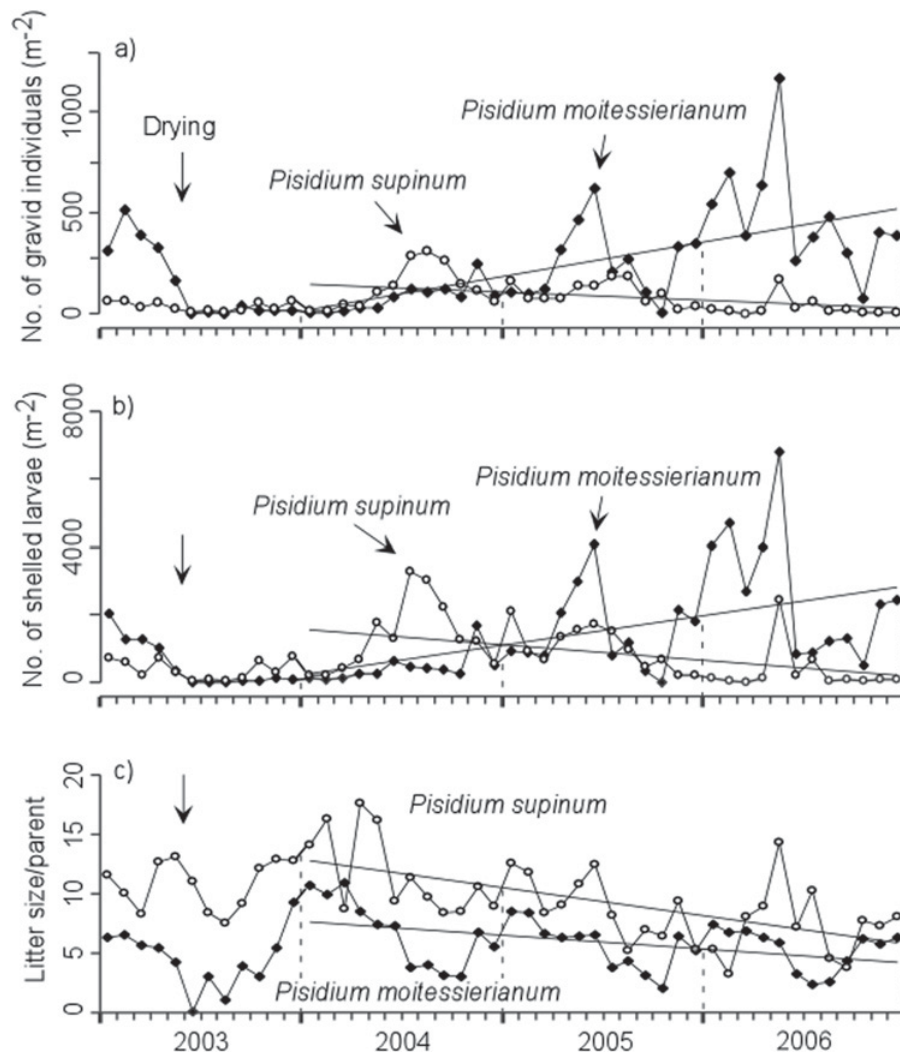 a)
No. of gravid individuals (m-2)
1000
500
0
Drying
Pisidium supinum
Pisidium moitessierianum
b)
No. of shelled larvae (m-2)
8000
4000
0
Pisidium supinum
Pisidium moitessierianum
c)
Litter size/parent
20
15
10
5
0
Pisidium supinum
Pisidium moitessierianum
2003 2004 2005 2006